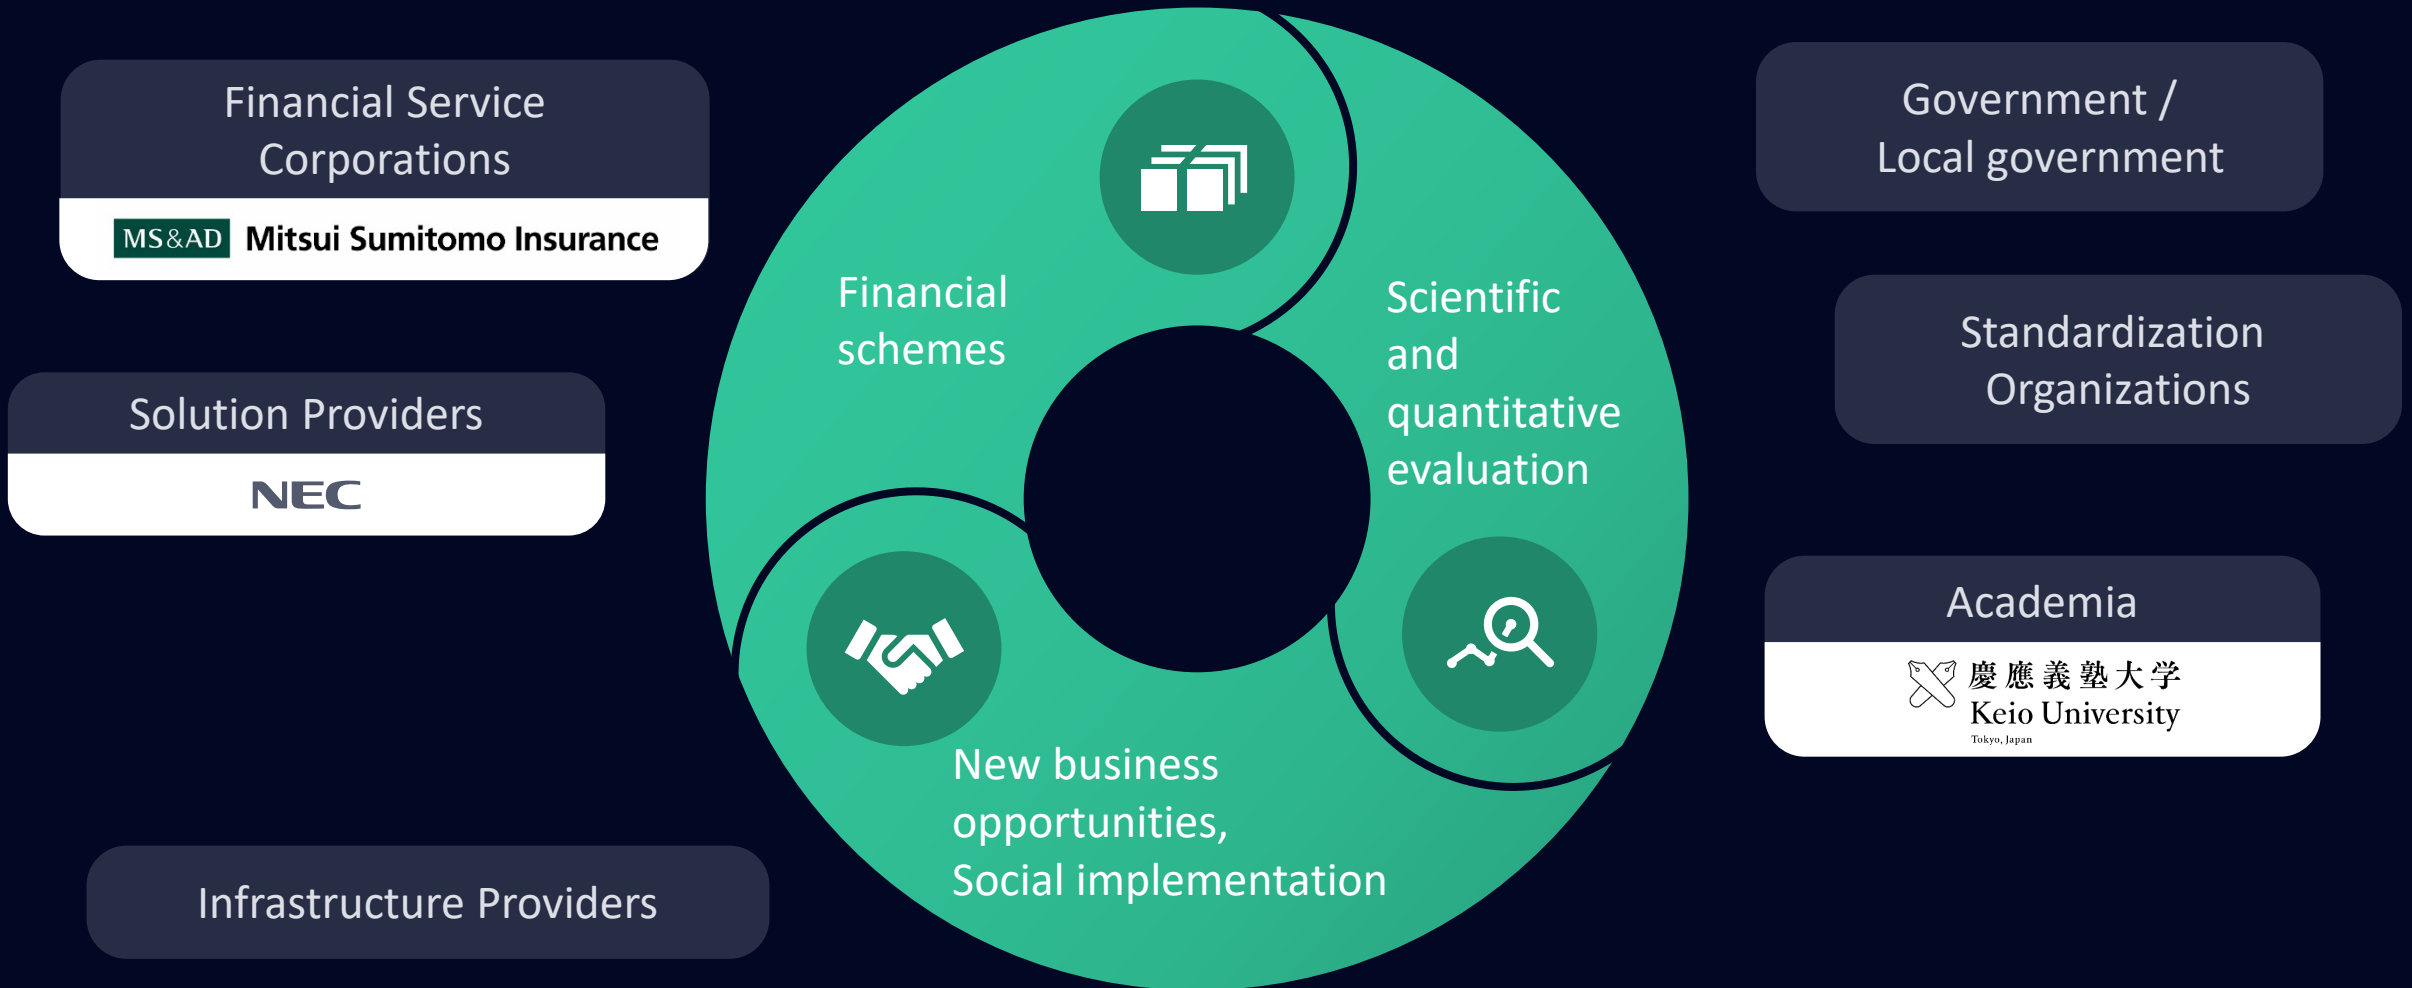 Financial Service
Corporations
MS&AD Mitsui Sumitomo Insurance
Solution Providers
NEC
Infrastructure Providers
Financial
schemes
Scientific
and
quantitative
evaluation
New business
opportunities,
Social implementation
Government /
Local government
Standardization
Organizations
Academia
慶應義塾大学
Keio University
Tokyo, Japan